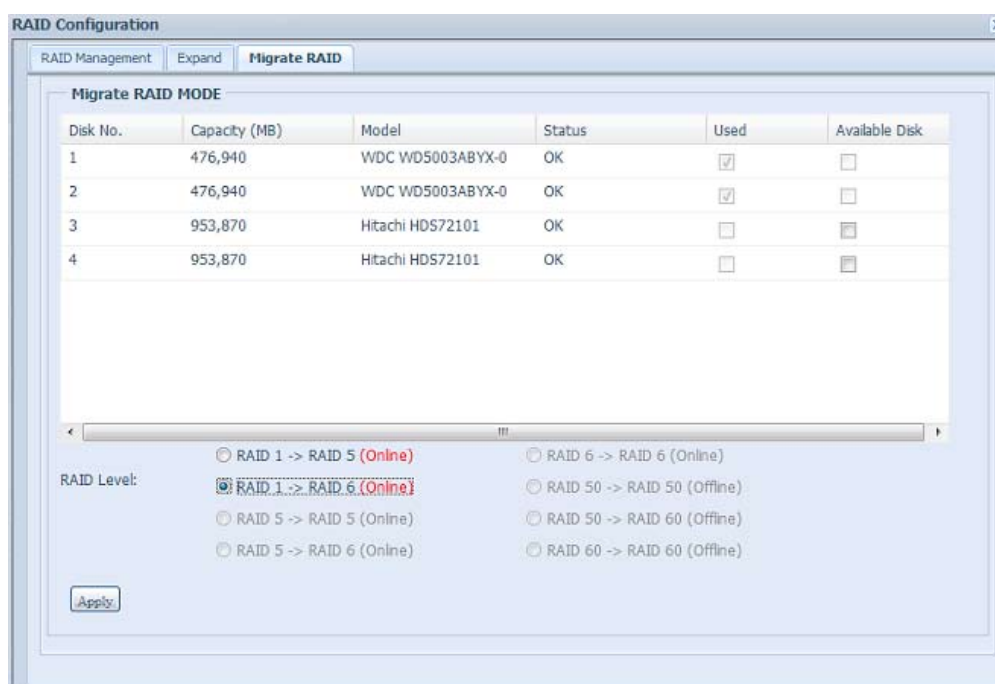 RAID Configuration
RAID Management Expand Migrate RAID
Migrate RAID MODE
Disk No. Capacity (MB) Model Status Used Available Disk
1 476,940 WDC WD5003ABYX-0 OK
2 476,940 WDC WD5003ABYX-0 OK
3 953,870 Hitachi HDS72101 OK
4 953,870 Hitachi HDS72101 OK
RAID Level:
RAID 1 -> RAID 5 (Online) RAID 6 -> RAID 6 (Online)
RAID 1 -> RAID 6 (Online) RAID 50 -> RAID 50 (Offline)
RAID 5 -> RAID 5 (Online) RAID 50 -> RAID 60 (Offline)
RAID 5 -> RAID 6 (Online) RAID 60 -> RAID 60 (Offline)
Apply